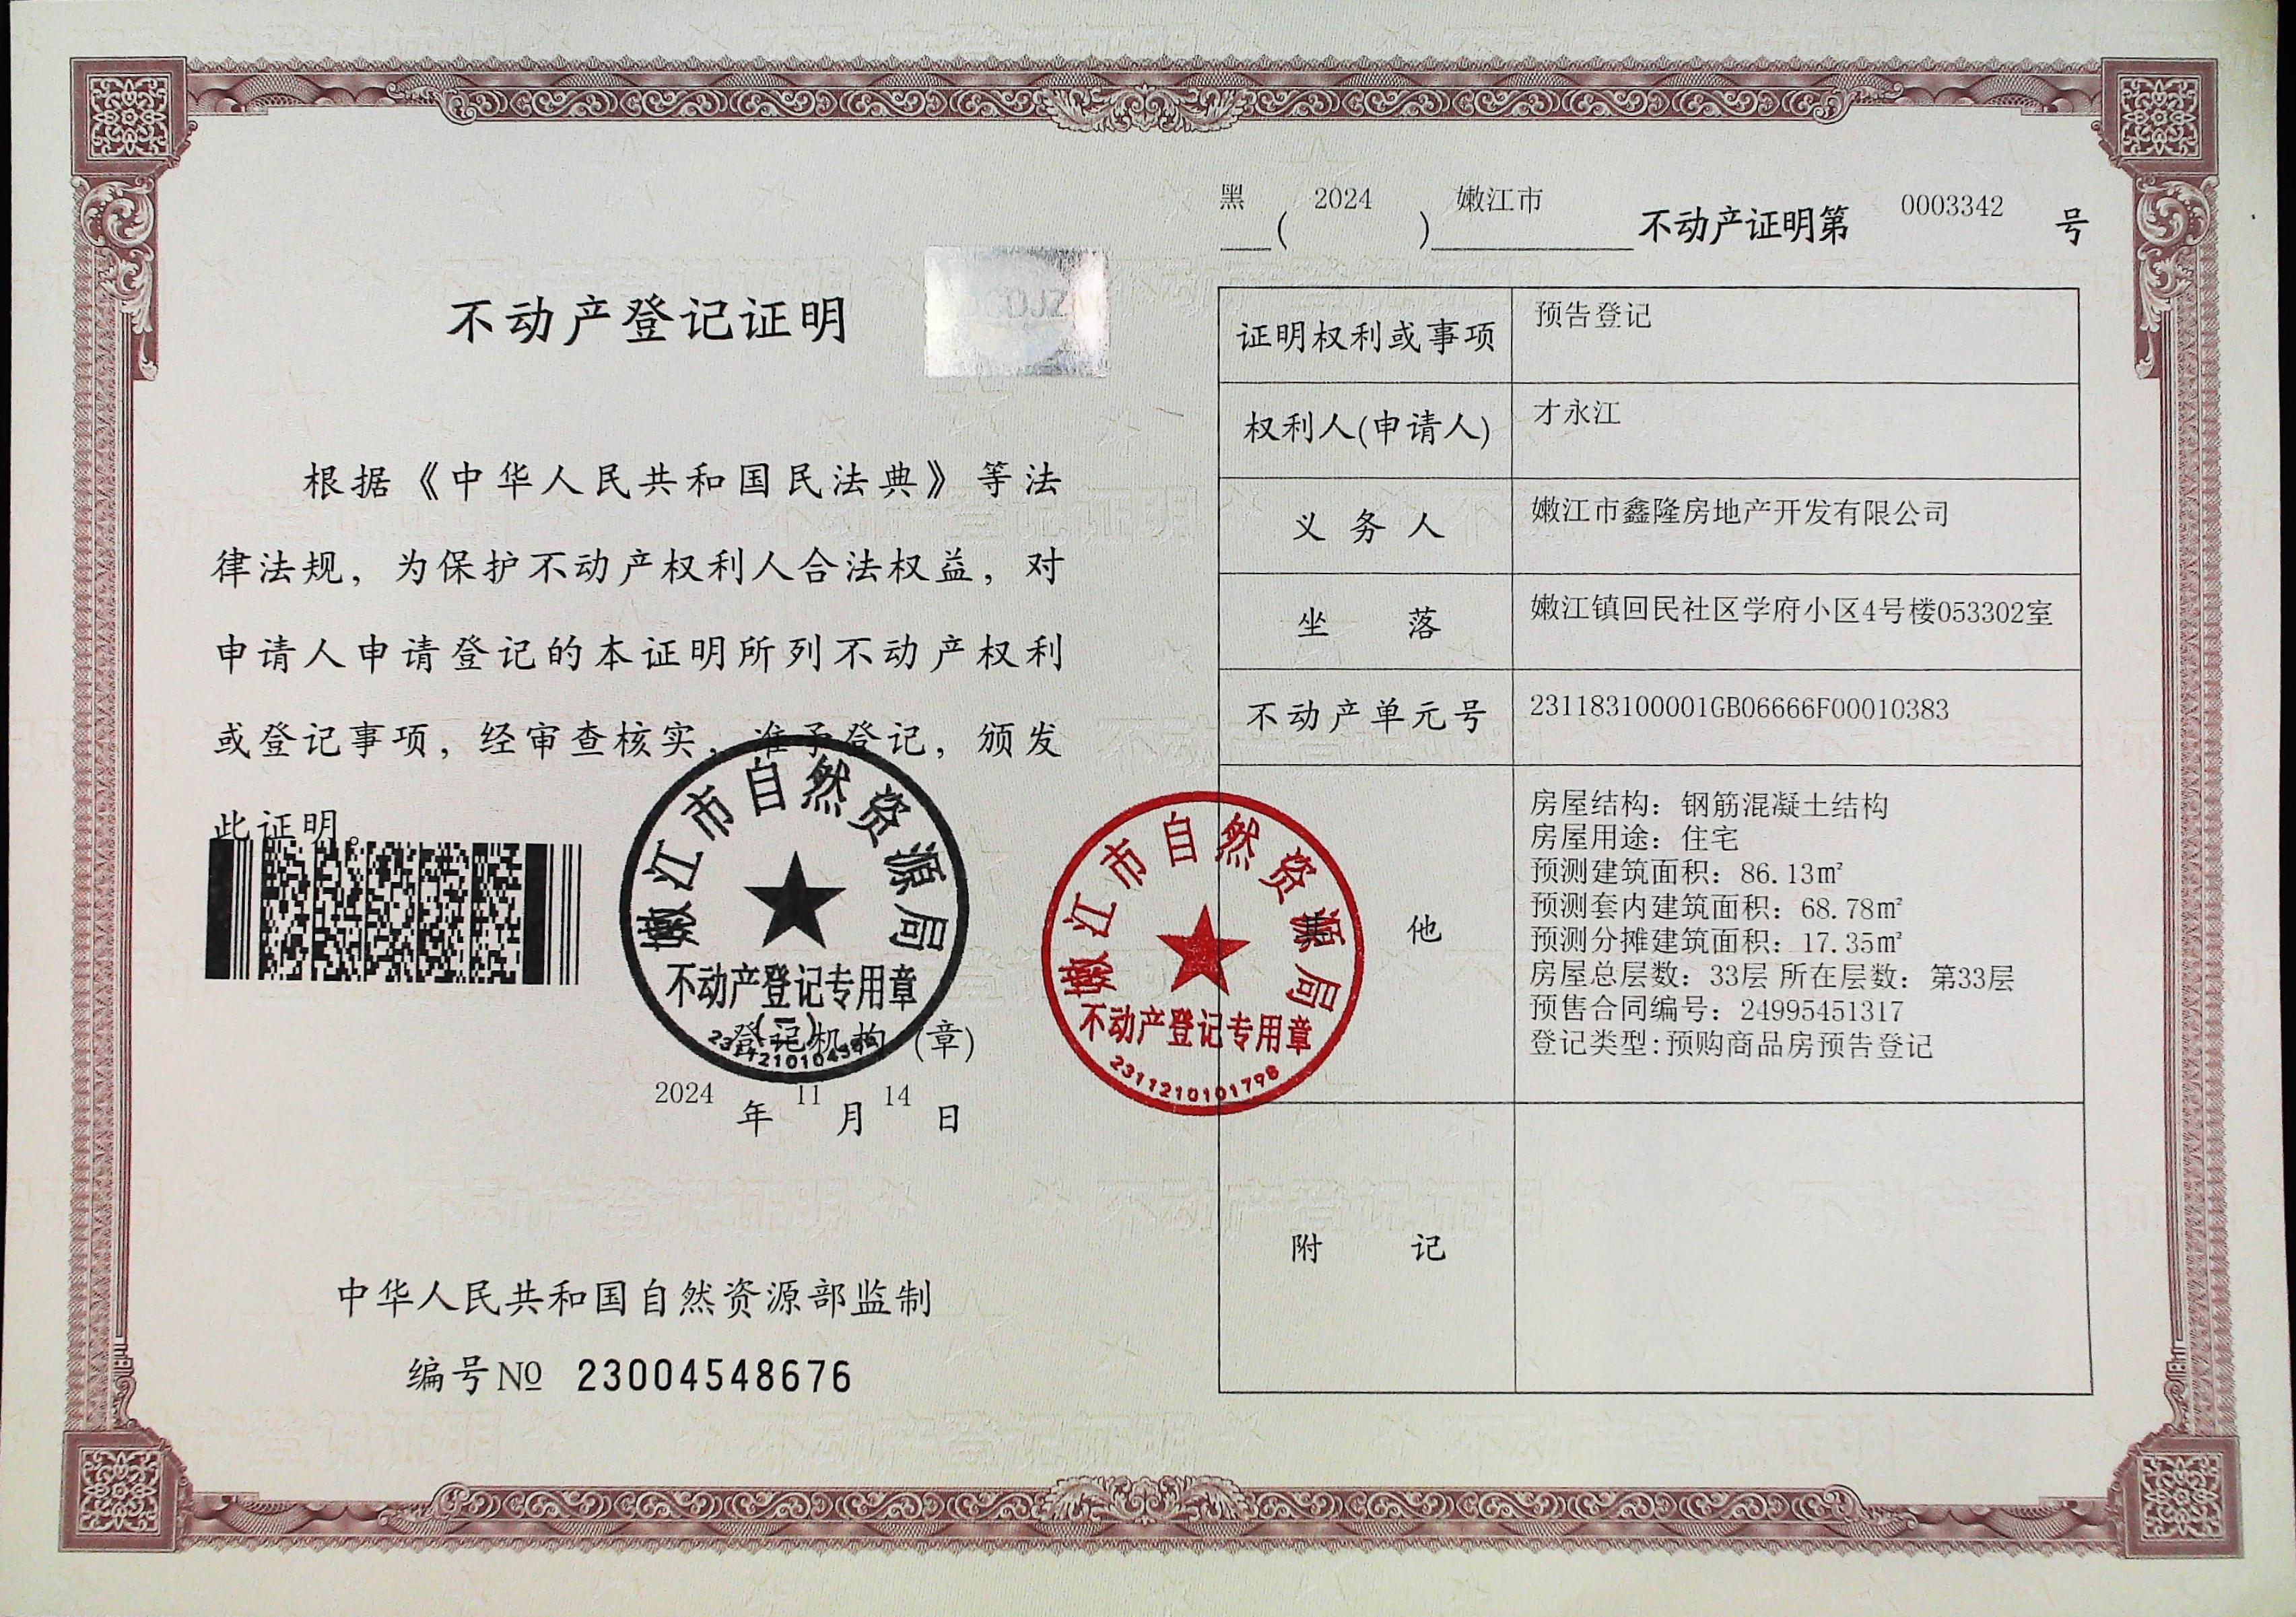 不动产登记证明
根据《中华人民共和国民法典》等法
律法规，为保护不动产权利人合法权益，对
申请人申请登记的本证明所列不动产权利
或登记事项，经审查核实，准予登记，颁发
此证明。
嫩江市自然资源局
不动产登记专用章
(二)
登记机构 (章)
2024 年 11 月 14 日
中华人民共和国自然资源部监制
编号№ 23004548676
黑 ( 2024 ) 嫩江市 不动产证明第 0003342 号
证明权利或事项 预告登记
权利人(申请人) 才永江
义务人 嫩江市鑫隆房地产开发有限公司
坐落 嫩江镇回民社区学府小区4号楼053302室
不动产单元号 231183100001GB06666F00010383
其他
房屋结构：钢筋混凝土结构
房屋用途：住宅
预测建筑面积：86.13㎡
预测套内建筑面积：68.78㎡
预测分摊建筑面积：17.35㎡
房屋总层数：33层 所在层数：第33层
预售合同编号：24995451317
登记类型:预购商品房预告登记
嫩江市自然资源局
不动产登记专用章
2311210101798
附记